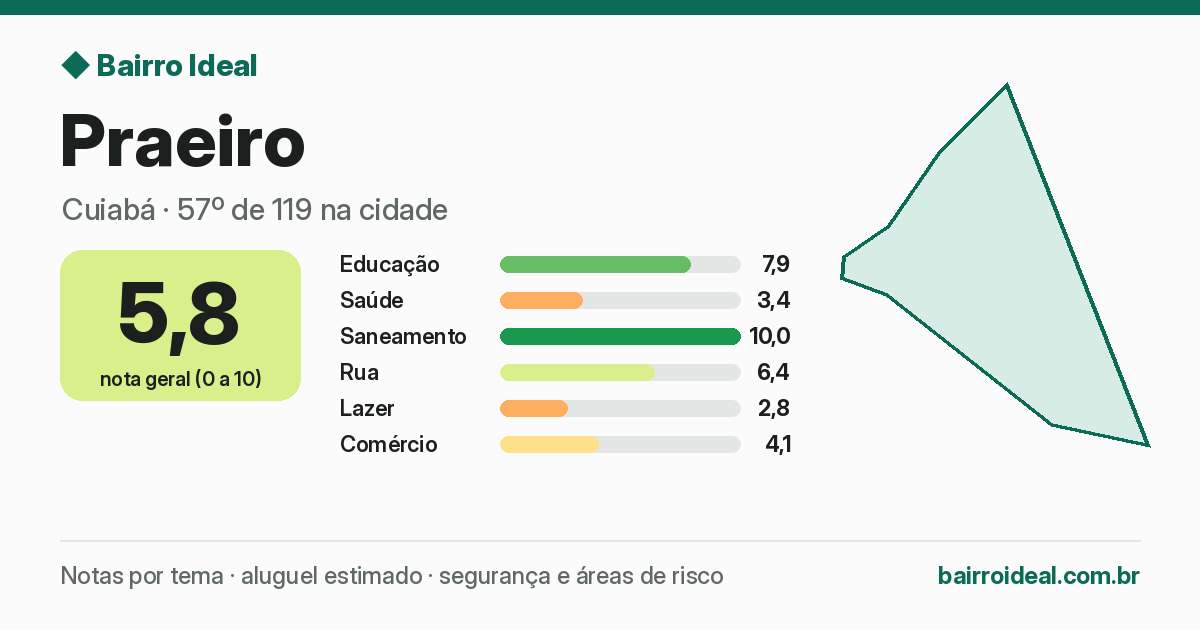 Bairro Ideal
Praeiro
Cuiabá · 57º de 119 na cidade
5,8
nota geral (0 a 10)
Educação 7,9
Saúde 3,4
Saneamento 10,0
Rua 6,4
Lazer 2,8
Comércio 4,1
Notas por tema · aluguel estimado · segurança e áreas de risco
bairroideal.com.br